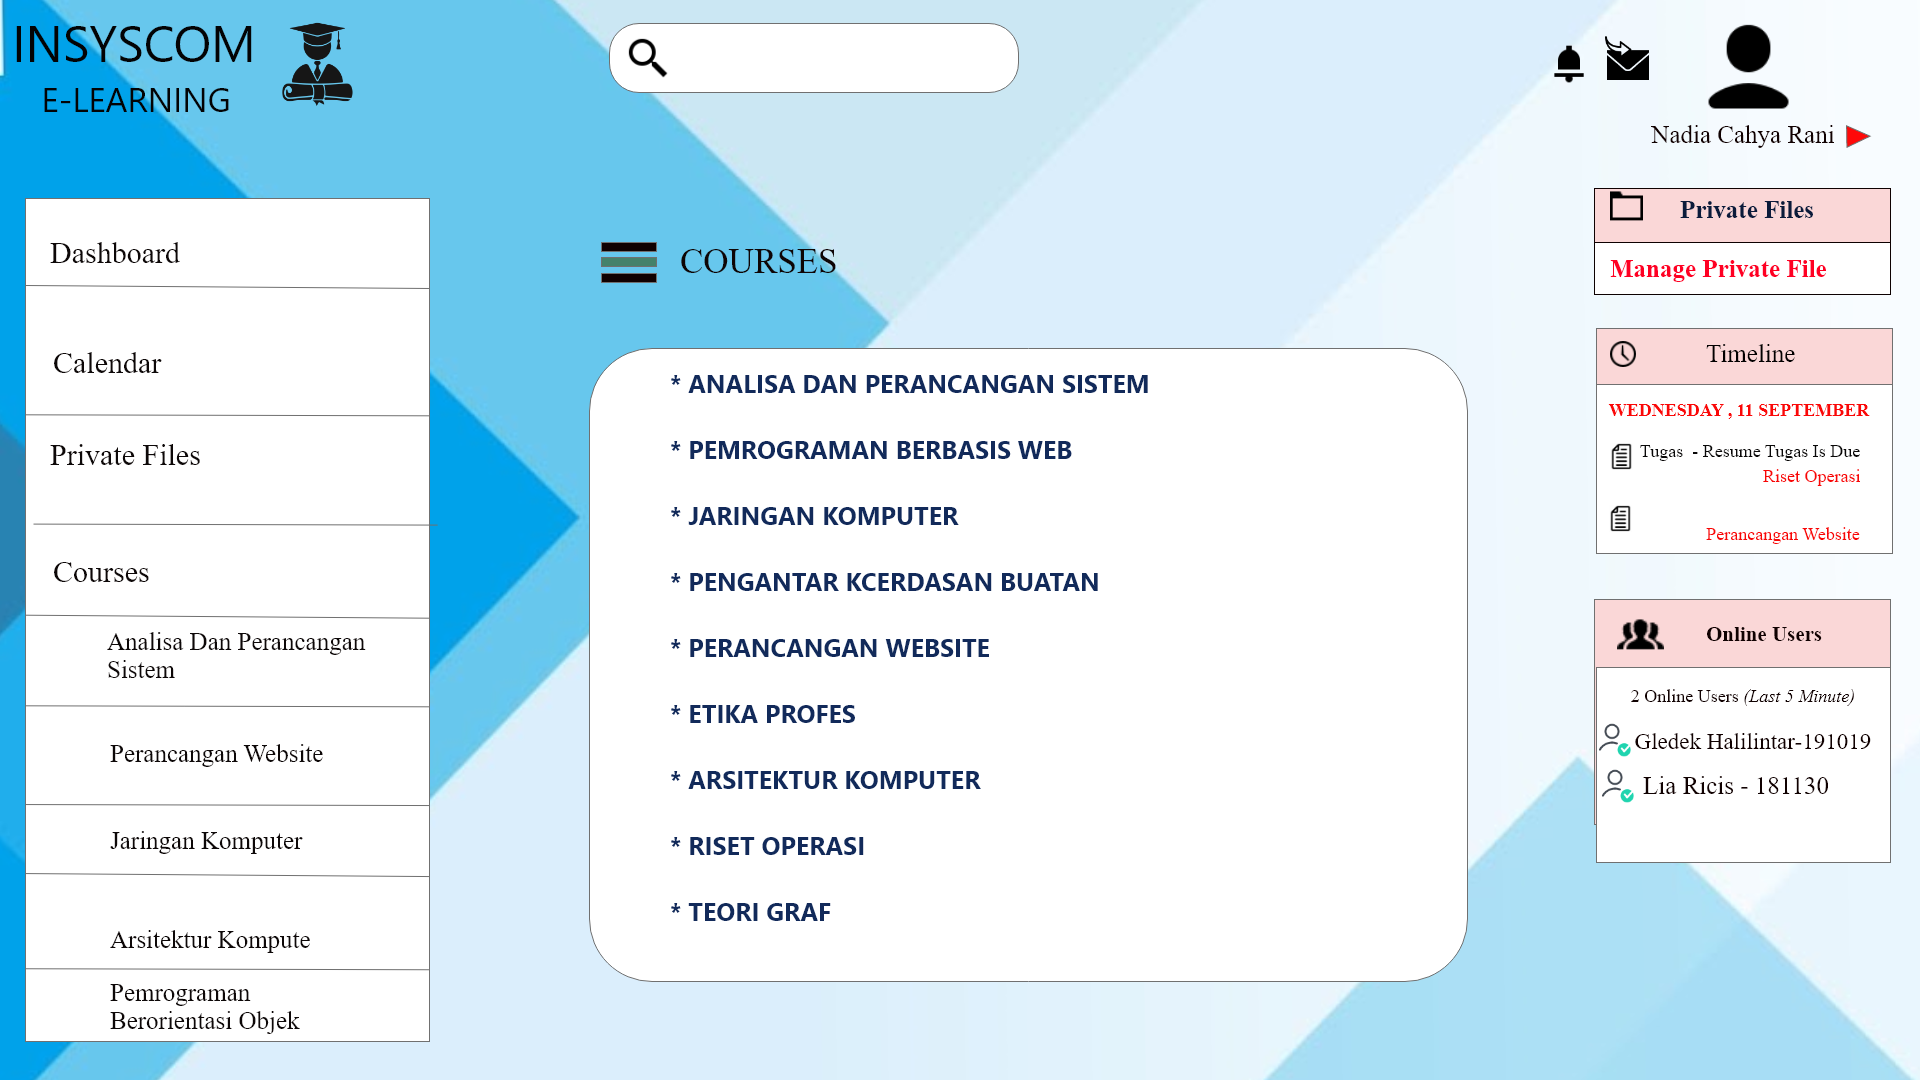 INSYSCOM
E-LEARNING
Nadia Cahya Rani
Dashboard
Calendar
Private Files
Courses
Analisa Dan Perancangan
Sistem
Perancangan Website
Jaringan Komputer
Arsitektur Kompute
Pemrograman
Berorientasi Objek
COURSES
* ANALISA DAN PERANCANGAN SISTEM
* PEMROGRAMAN BERBASIS WEB
* JARINGAN KOMPUTER
* PENGANTAR KCERDASAN BUATAN
* PERANCANGAN WEBSITE
* ETIKA PROFES
* ARSITEKTUR KOMPUTER
* RISET OPERASI
* TEORI GRAF
Private Files
Manage Private File
Timeline
WEDNESDAY , 11 SEPTEMBER
Tugas  - Resume Tugas Is Due
Riset Operasi
Perancangan Website
Online Users
2 Online Users (Last 5 Minute)
Gledek Halilintar-191019
Lia Ricis - 181130